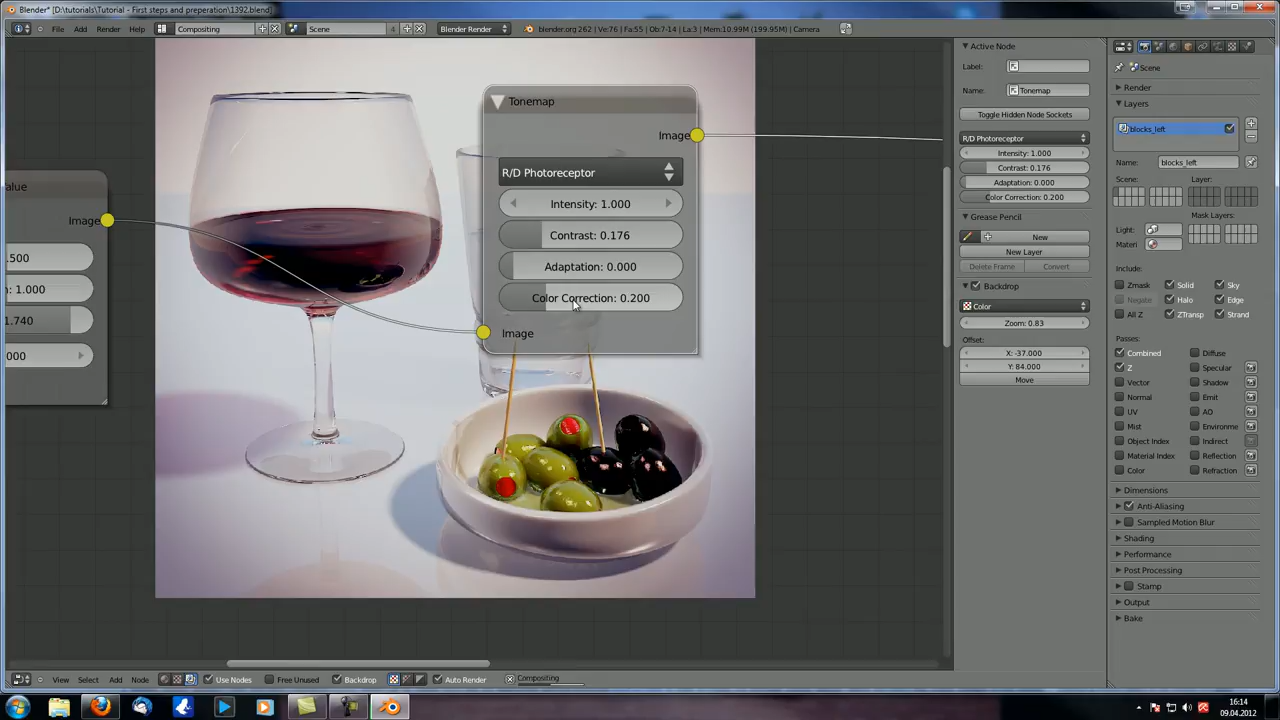 Blender* [D:\tutorials\Tutorial - First steps and preperation\1392.blend]
File Add Render Help Compositing Scene 4 Blender Render blender.org 262 | Ve:76 | Fa:55 | Ob:7-14 | La:3 | Mem:10.99M (199.95M) | Camera
alue
Image
.500
n: 1.000
1.740
.000
Tonemap
Image
R/D Photoreceptor
Intensity: 1.000
Contrast: 0.176
Adaptation: 0.000
Color Correction: 0.200
Image
Active Node
Label:
Name: Tonemap
Toggle Hidden Node Sockets
R/D Photoreceptor
Intensity: 1.000
Contrast: 0.176
Adaptation: 0.000
Color Correction: 0.200
Grease Pencil
New
New Layer
Delete Frame Convert
Backdrop
Color
Zoom: 0.83
Offset:
X: -37.000
Y: 84.000
Move
Scene
Render
Layers
blocks_left
Name: blocks_left
Scene: Layer:
Mask Layers:
Light:
Materi
Include:
Zmask Solid Sky
Negate Halo Edge
All Z ZTransp Strand
Passes:
Combined Diffuse
Z Specular
Vector Shadow
Normal Emit
UV AO
Mist Environment
Object Index Indirect
Material Index Reflection
Color Refraction
Dimensions
Anti-Aliasing
Sampled Motion Blur
Shading
Performance
Post Processing
Stamp
Output
Bake
View Select Add Node Use Nodes Free Unused Backdrop Auto Render Compositing
16:14
09.04.2012